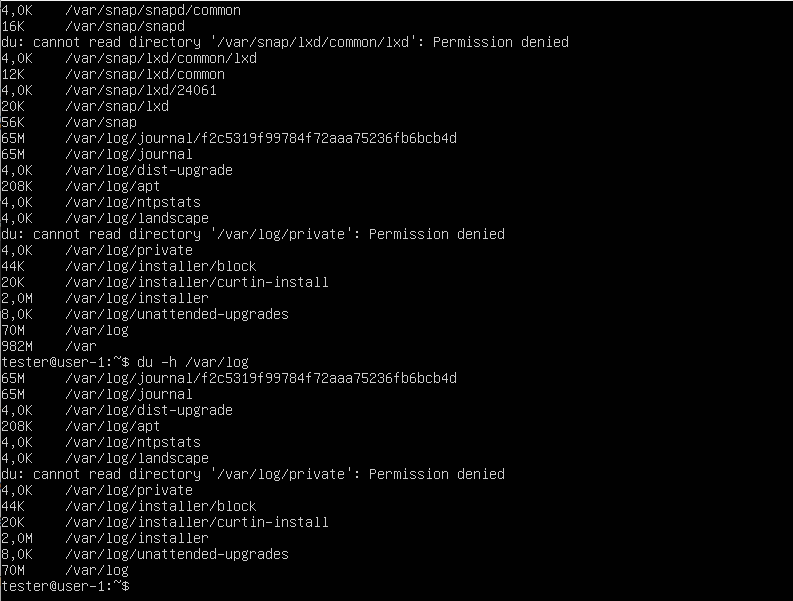 4,0K    /var/snap/snapd/common
16K     /var/snap/snapd
du: cannot read directory '/var/snap/lxd/common/lxd': Permission denied
4,0K    /var/snap/lxd/common/lxd
12K     /var/snap/lxd/common
4,0K    /var/snap/lxd/24061
20K     /var/snap/lxd
56K     /var/snap
65M     /var/log/journal/f2c5319f99784f72aaa75236fb6bcb4d
65M     /var/log/journal
4,0K    /var/log/dist-upgrade
208K    /var/log/apt
4,0K    /var/log/ntpstats
4,0K    /var/log/landscape
du: cannot read directory '/var/log/private': Permission denied
4,0K    /var/log/private
44K     /var/log/installer/block
20K     /var/log/installer/curtin-install
2,0M    /var/log/installer
8,0K    /var/log/unattended-upgrades
70M     /var/log
982M    /var
tester@user-1:~$ du -h /var/log
65M     /var/log/journal/f2c5319f99784f72aaa75236fb6bcb4d
65M     /var/log/journal
4,0K    /var/log/dist-upgrade
208K    /var/log/apt
4,0K    /var/log/ntpstats
4,0K    /var/log/landscape
du: cannot read directory '/var/log/private': Permission denied
4,0K    /var/log/private
44K     /var/log/installer/block
20K     /var/log/installer/curtin-install
2,0M    /var/log/installer
8,0K    /var/log/unattended-upgrades
70M     /var/log
tester@user-1:~$